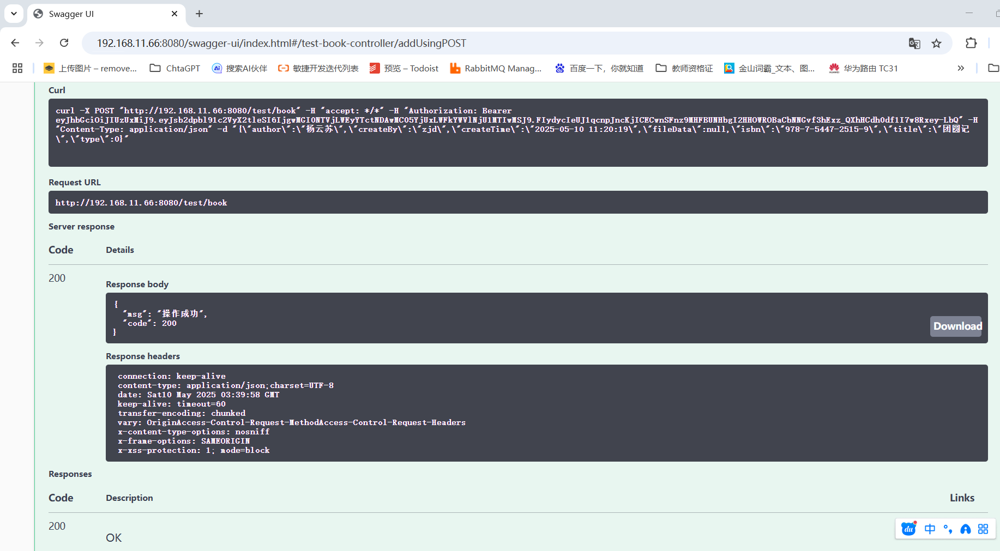 Swagger UI
192.168.11.66:8080/swagger-ui/index.html#/test-book-controller/addUsingPOST
上传图片 – remove...
ChtaGPT
搜索AI伙伴
敏捷开发迭代列表
预览 – Todoist
RabbitMQ Manag...
百度一下，你就知道
教师资格证
金山词霸_文本、图...
华为路由 TC31
Curl
curl -X POST "http://192.168.11.66:8080/test/book" -H "accept: */*" -H "Authorization: Bearer
"Content-Type: application/json" -d "{\"author\":\"杨云苏\",\"createBy\":\"zjd\",\"createTime\":\"2025-05-10 11:20:19\",\"fileData\":null,\"isbn\":\"978-7-5447-2515-9\",\"title\":\"团圆记
\",\"type\":0}"
Request URL
http://192.168.11.66:8080/test/book
Server response
Code Details
200
Response body
{
"msg": "操作成功",
"code": 200
}
Download
Response headers
connection: keep-alive
content-type: application/json;charset=UTF-8
date: Sat10 May 2025 03:39:58 GMT
keep-alive: timeout=60
transfer-encoding: chunked
vary: OriginAccess-Control-Request-MethodAccess-Control-Request-Headers
x-content-type-options: nosniff
x-frame-options: SAMEORIGIN
x-xss-protection: 1; mode=block
Responses
Code Description Links
200
OK
du 中